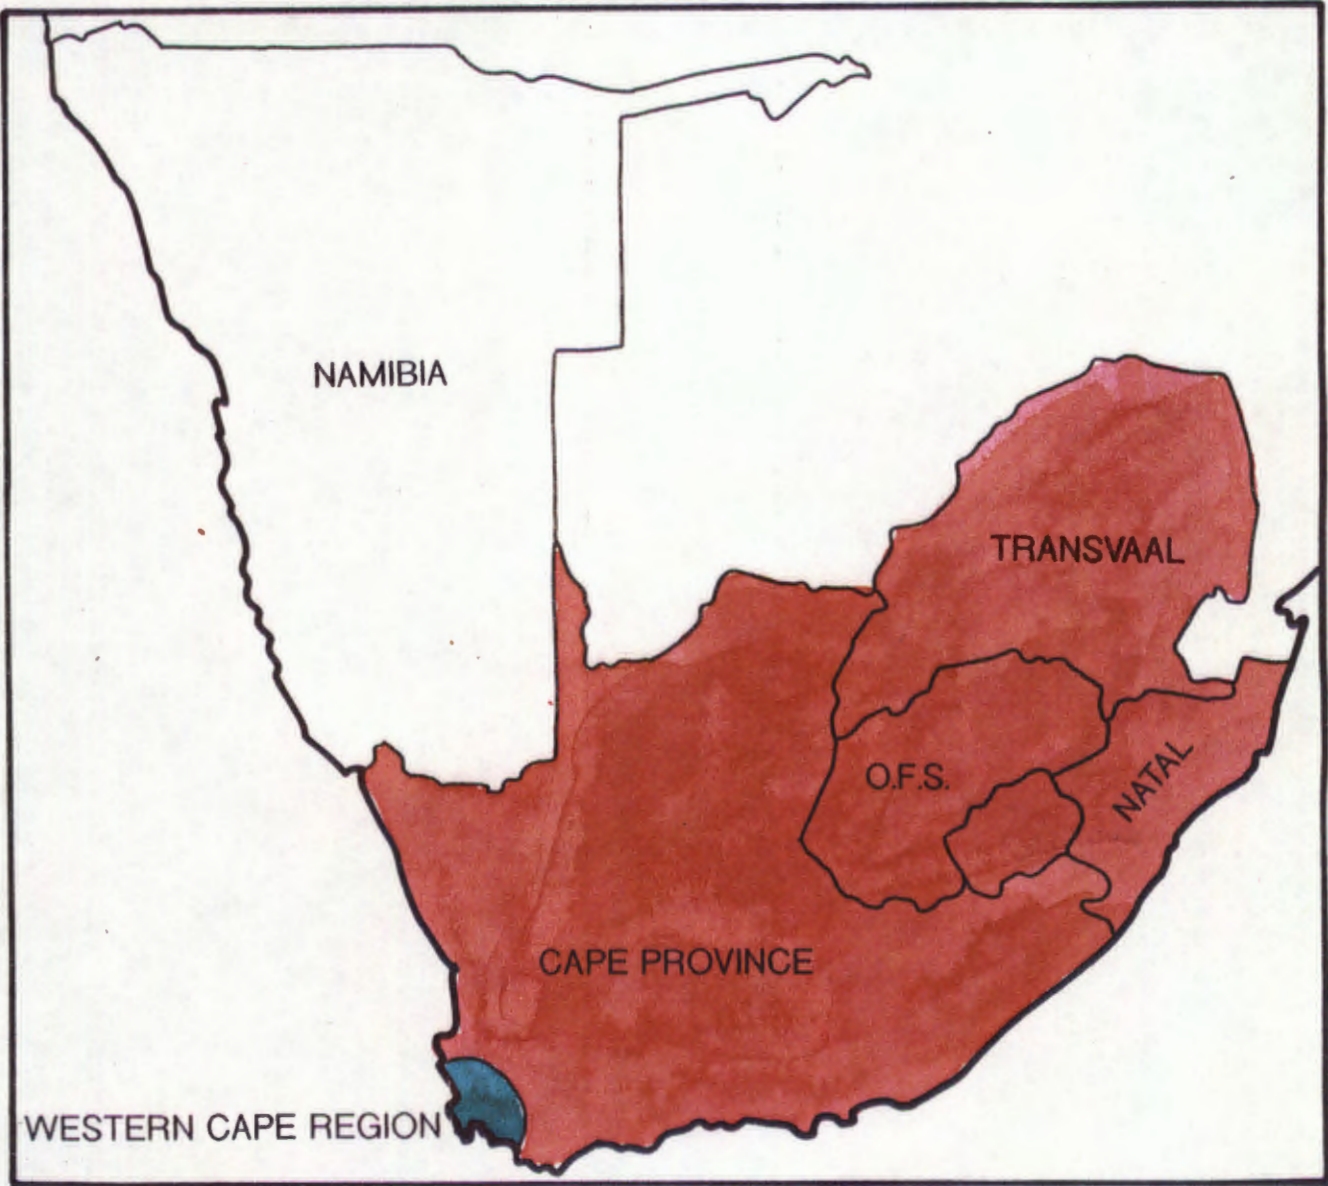 NAMIBIA
TRANSVAAL
O.F.S.
NATAL
CAPE PROVINCE
WESTERN CAPE REGION